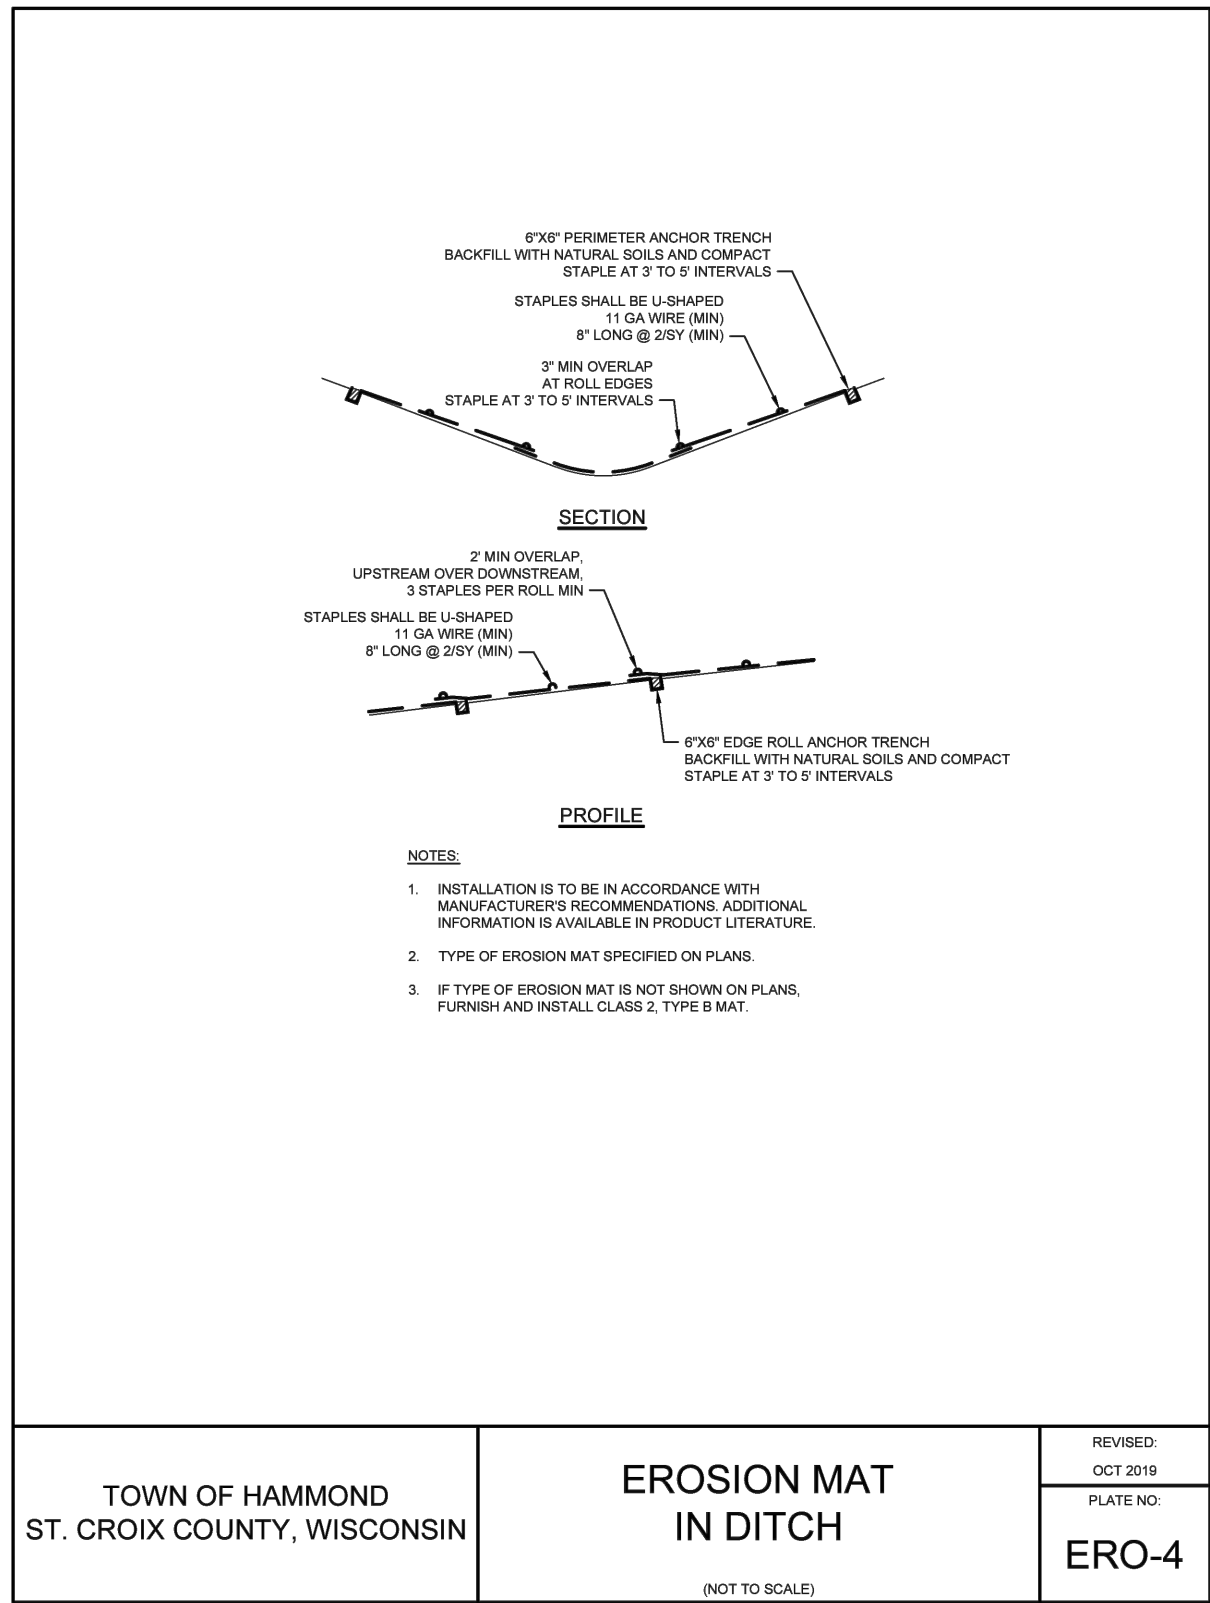 6"X6" PERIMETER ANCHOR TRENCH
BACKFILL WITH NATURAL SOILS AND COMPACT
STAPLE AT 3' TO 5' INTERVALS
STAPLES SHALL BE U-SHAPED
11 GA WIRE (MIN)
8" LONG @ 2/SY (MIN)
3" MIN OVERLAP
AT ROLL EDGES
STAPLE AT 3' TO 5' INTERVALS
SECTION
2' MIN OVERLAP,
UPSTREAM OVER DOWNSTREAM,
3 STAPLES PER ROLL MIN
STAPLES SHALL BE U-SHAPED
11 GA WIRE (MIN)
8" LONG @ 2/SY (MIN)
6"X6" EDGE ROLL ANCHOR TRENCH
BACKFILL WITH NATURAL SOILS AND COMPACT
STAPLE AT 3' TO 5' INTERVALS
PROFILE
NOTES:
1. INSTALLATION IS TO BE IN ACCORDANCE WITH
MANUFACTURER'S RECOMMENDATIONS. ADDITIONAL
INFORMATION IS AVAILABLE IN PRODUCT LITERATURE.
2. TYPE OF EROSION MAT SPECIFIED ON PLANS.
3. IF TYPE OF EROSION MAT IS NOT SHOWN ON PLANS,
FURNISH AND INSTALL CLASS 2, TYPE B MAT.
TOWN OF HAMMOND
ST. CROIX COUNTY, WISCONSIN
EROSION MAT
IN DITCH
(NOT TO SCALE)
REVISED:
OCT 2019
PLATE NO:
ERO-4